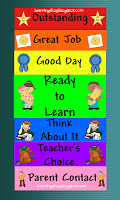 Outstanding
Great Job
Good Day
Ready
to
Learn
Think
About It
Teacher's
Choice
Parent Contact